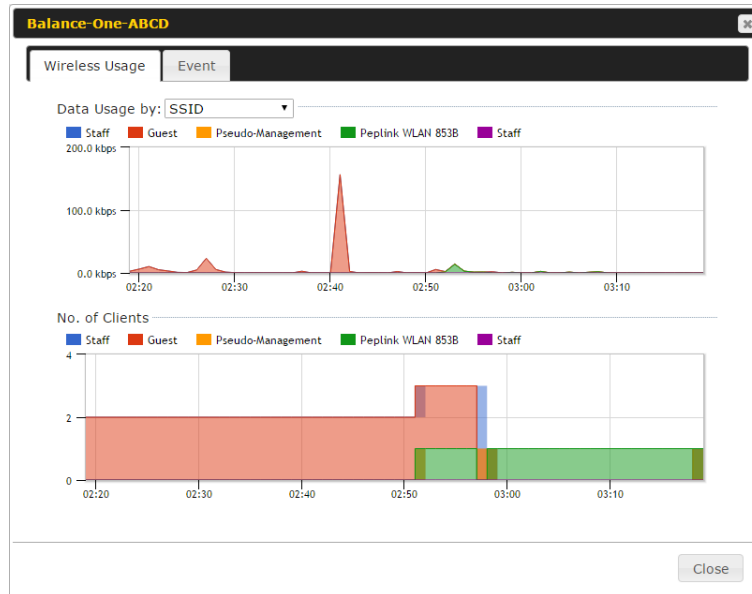 Balance-One-ABCD
Wireless Usage Event
Data Usage by: SSID
Staff Guest Pseudo-Management Peplink WLAN 853B Staff
200.0 kbps
100.0 kbps
0.0 kbps
02:20 02:30 02:40 02:50 03:00 03:10
No. of Clients
Staff Guest Pseudo-Management Peplink WLAN 853B Staff
4
2
0
02:20 02:30 02:40 02:50 03:00 03:10
Close